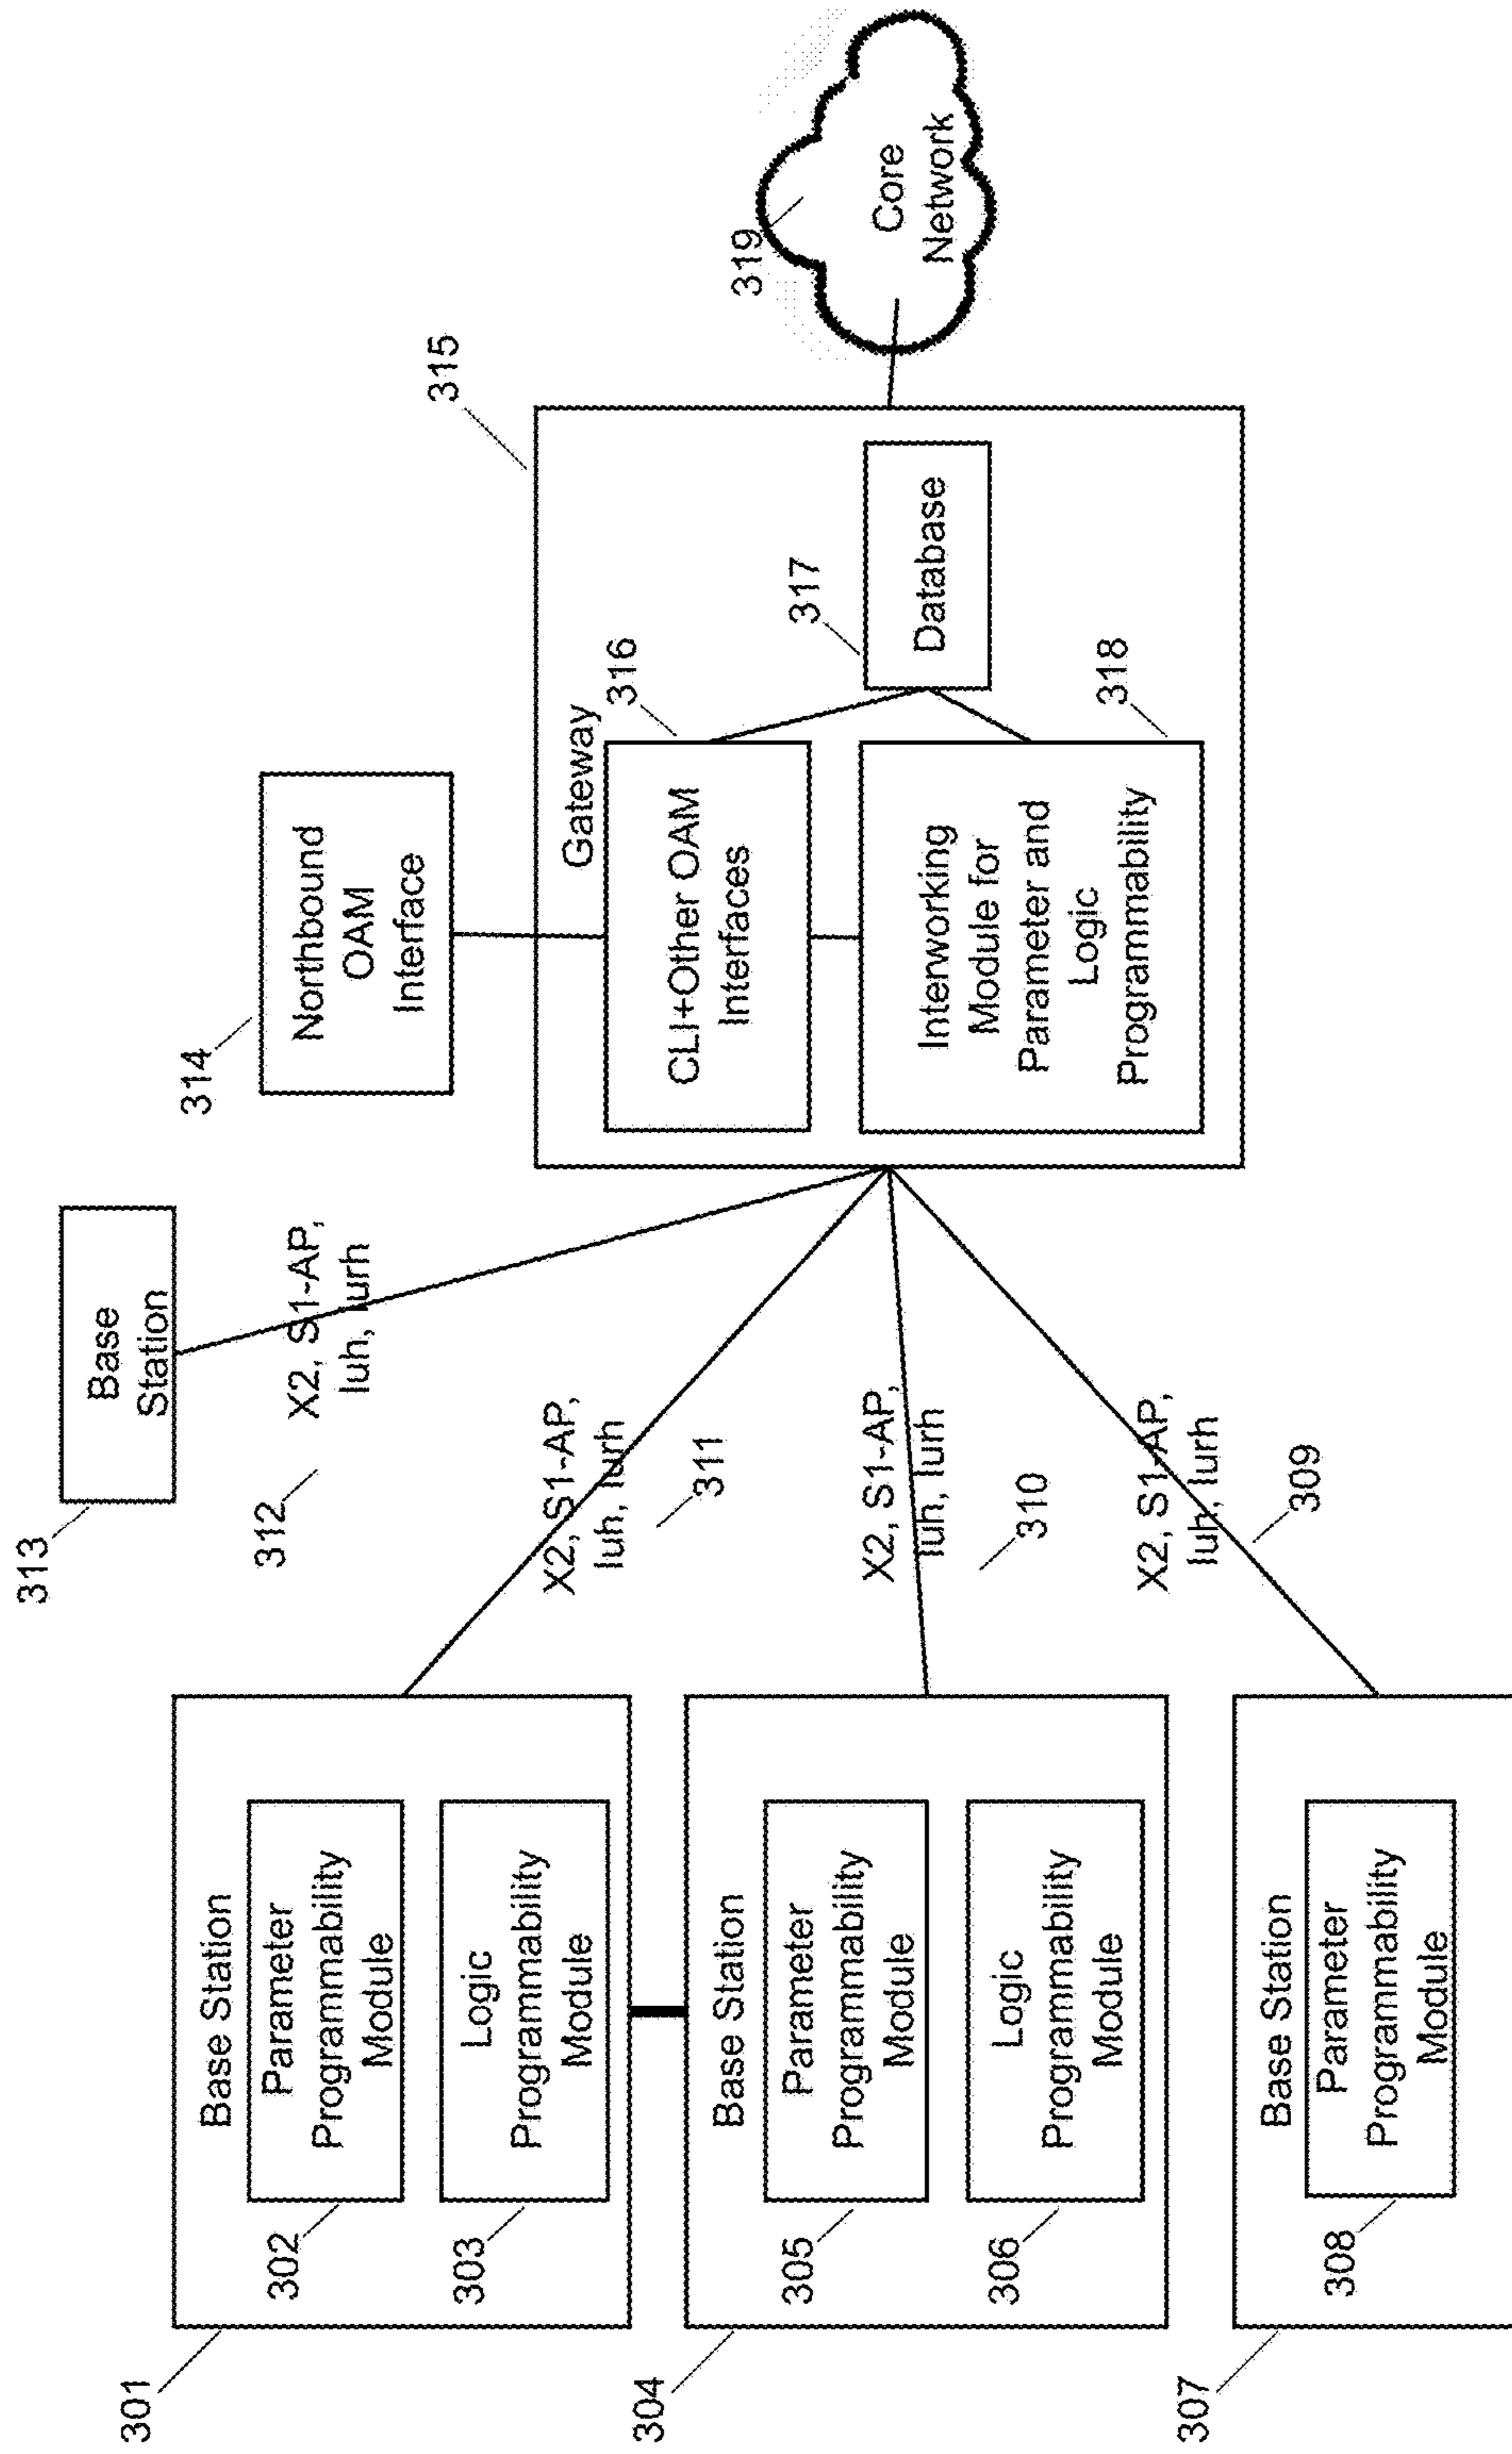 301
Base Station
302
Parameter
Programmability
Module
303
Logic
Programmability
Module
304
Base Station
305
Parameter
Programmability
Module
306
Logic
Programmability
Module
307
Base Station
308
Parameter
Programmability
Module
313
Base
Station
312
X2, S1-AP,
Iuh, Iurh
X2, S1-AP,
Iuh, Iurh
311
X2, S1-AP,
Iuh, Iurh
310
X2, S1-AP,
Iuh, Iurh
309
314
Northbound
OAM
Interface
315
Gateway
316
CLI+Other OAM
Interfaces
317
Database
318
Interworking
Module for
Parameter and
Logic
Programmability
319
Core
Network